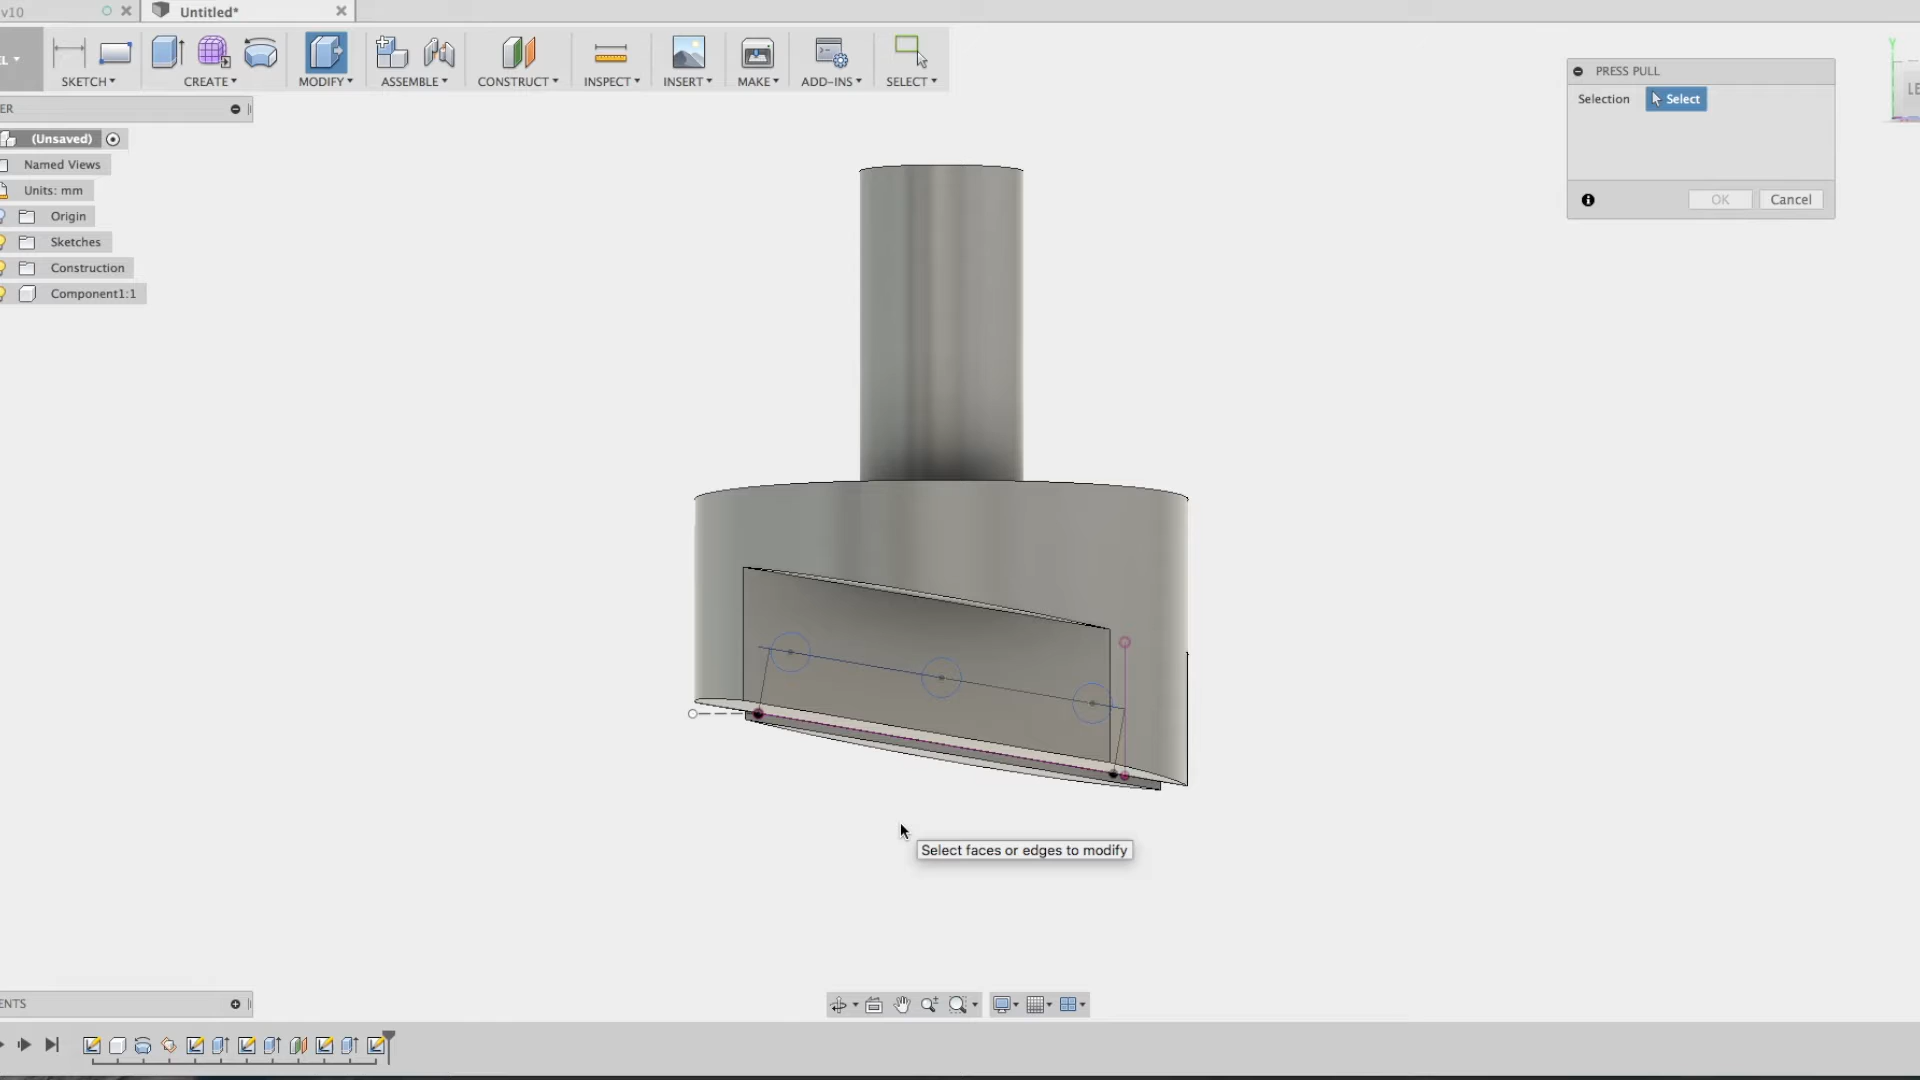 v10
Untitled*
L
SKETCH
CREATE
MODIFY
ASSEMBLE
CONSTRUCT
INSPECT
INSERT
MAKE
ADD-INS
SELECT
PRESS PULL
Selection
Select
OK
Cancel
Y
LE
ER
(Unsaved)
Named Views
Units: mm
Origin
Sketches
Construction
Component1:1
Select faces or edges to modify
ENTS